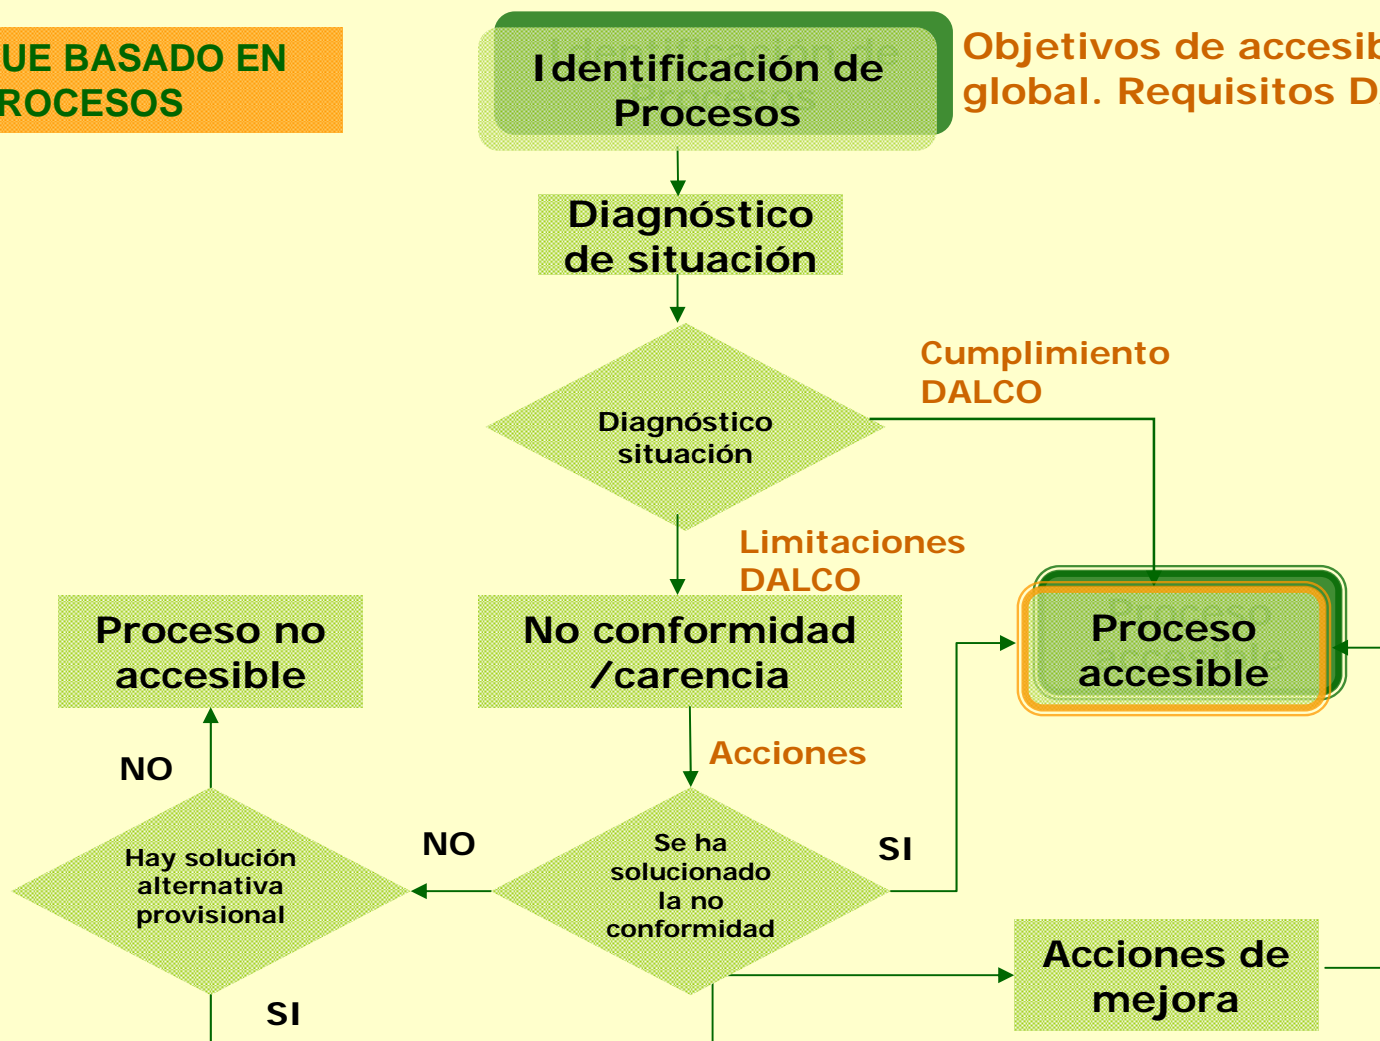 UE BASADO EN
ROCESOS
Identificación de
Procesos
Objetivos de accesib
global. Requisitos D
Diagnóstico
de situación
Diagnóstico
situación
Cumplimiento
DALCO
Limitaciones
DALCO
Proceso no
accesible
No conformidad
/carencia
Proceso
accesible
NO
Acciones
Hay solución
alternativa
provisional
NO
Se ha
solucionado
la no
conformidad
SI
Acciones de
mejora
SI